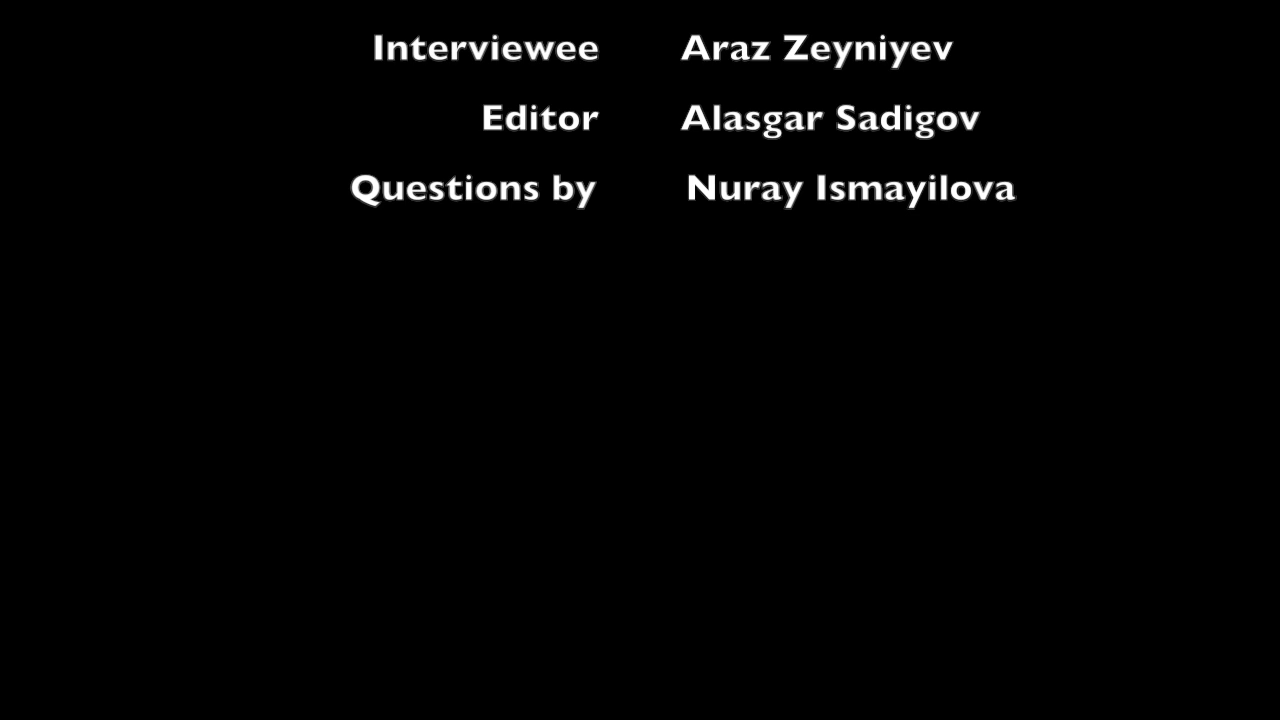 Interviewee Araz Zeyniyev
Editor Alasgar Sadigov
Questions by Nuray Ismayilova